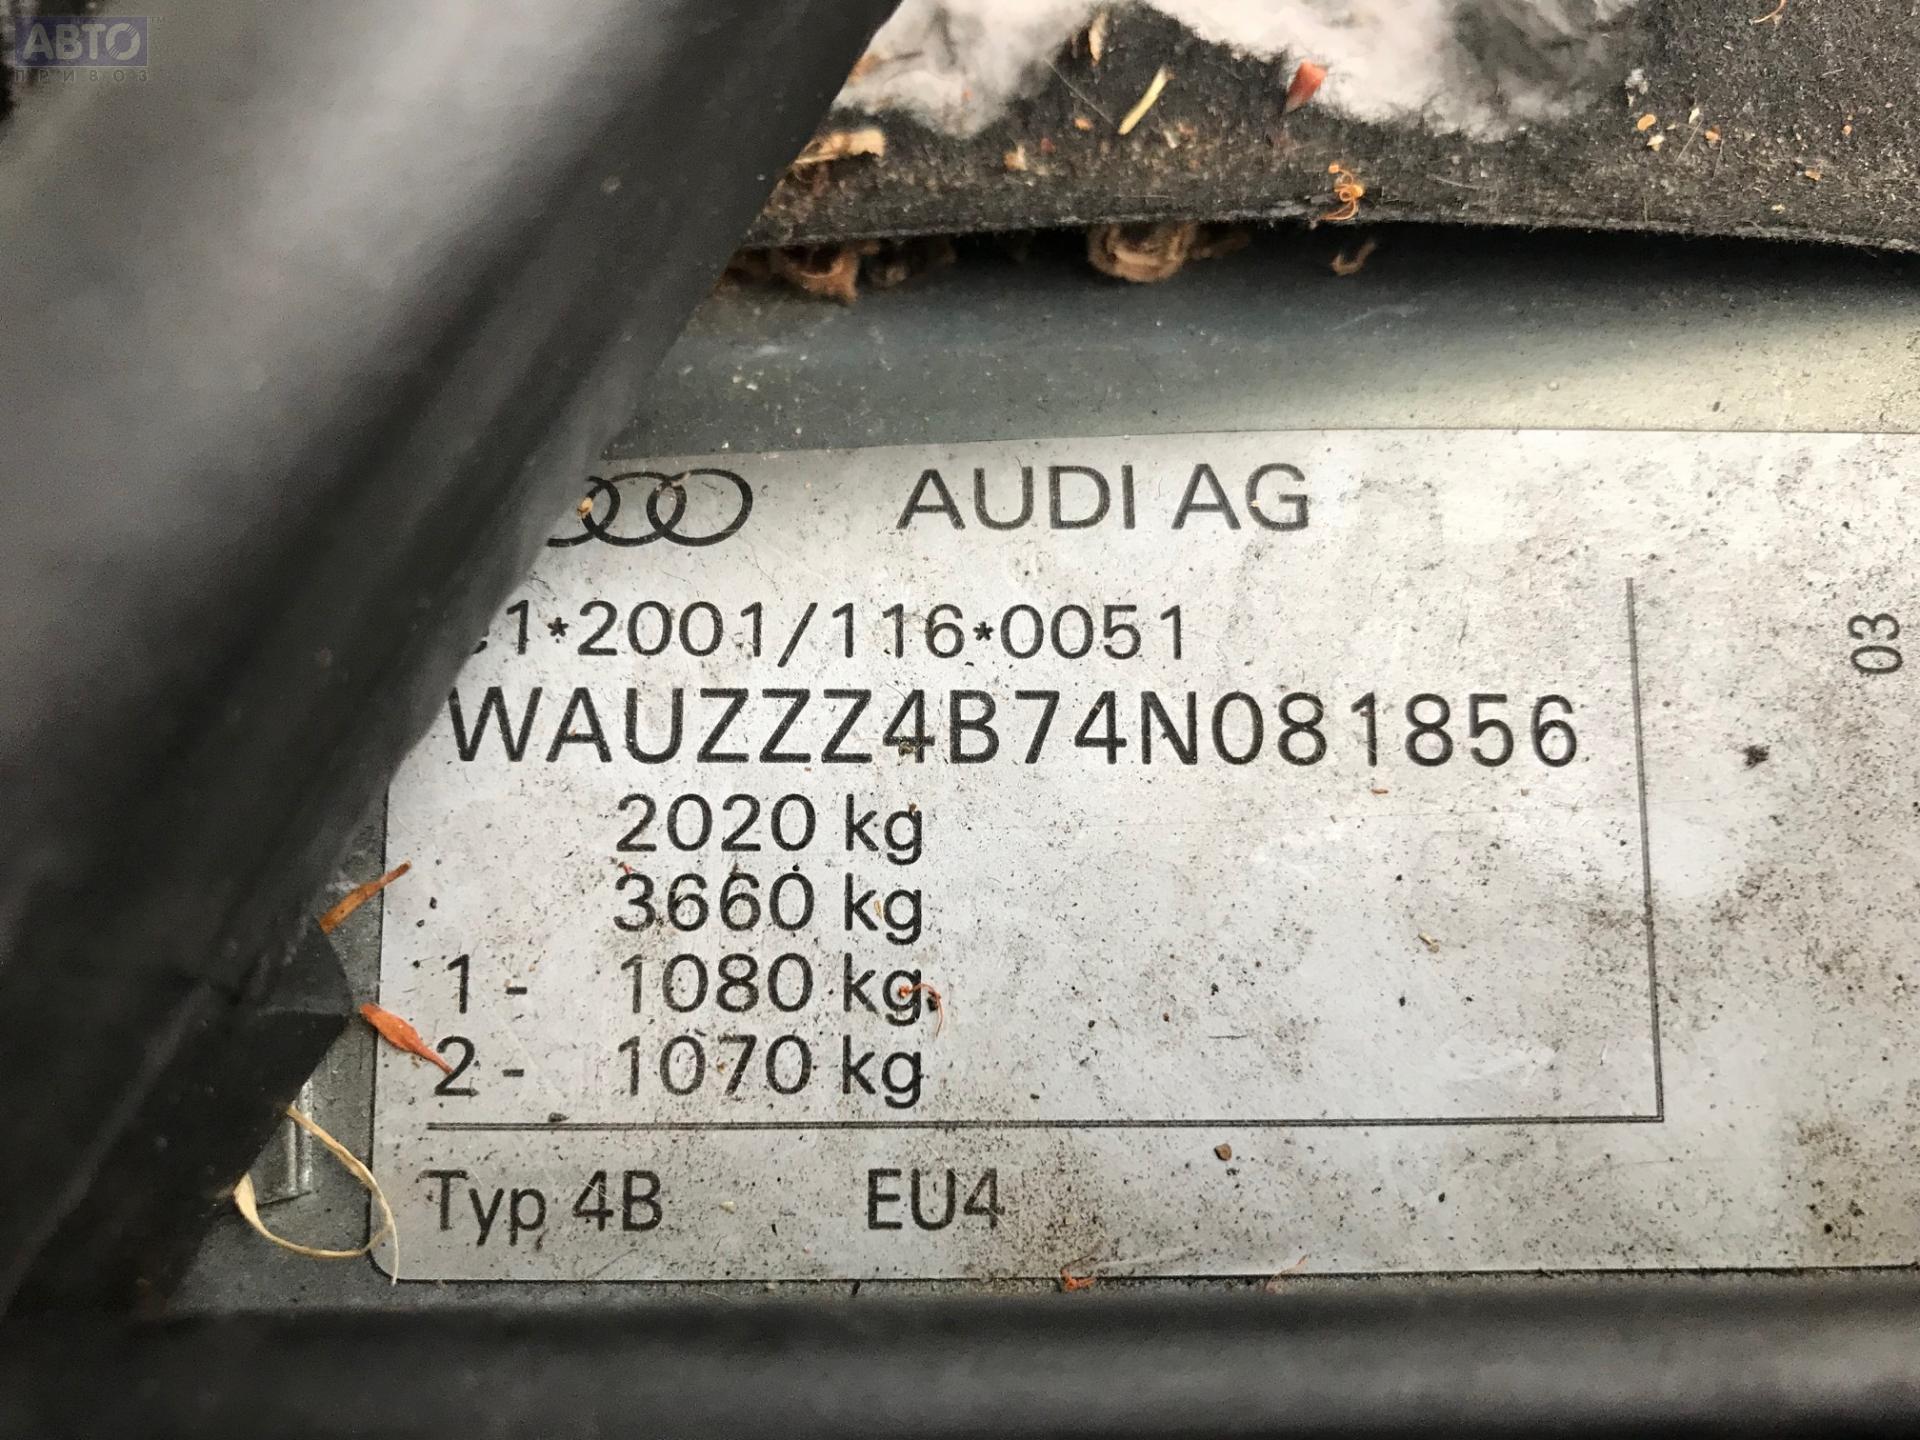 АВТО
ПРИВОЗ
AUDI AG
1*2001/116*0051
03
WAUZZZ4B74N081856
2020 kg
3660 kg
1 - 1080 kg
2 - 1070 kg
Typ 4B EU4